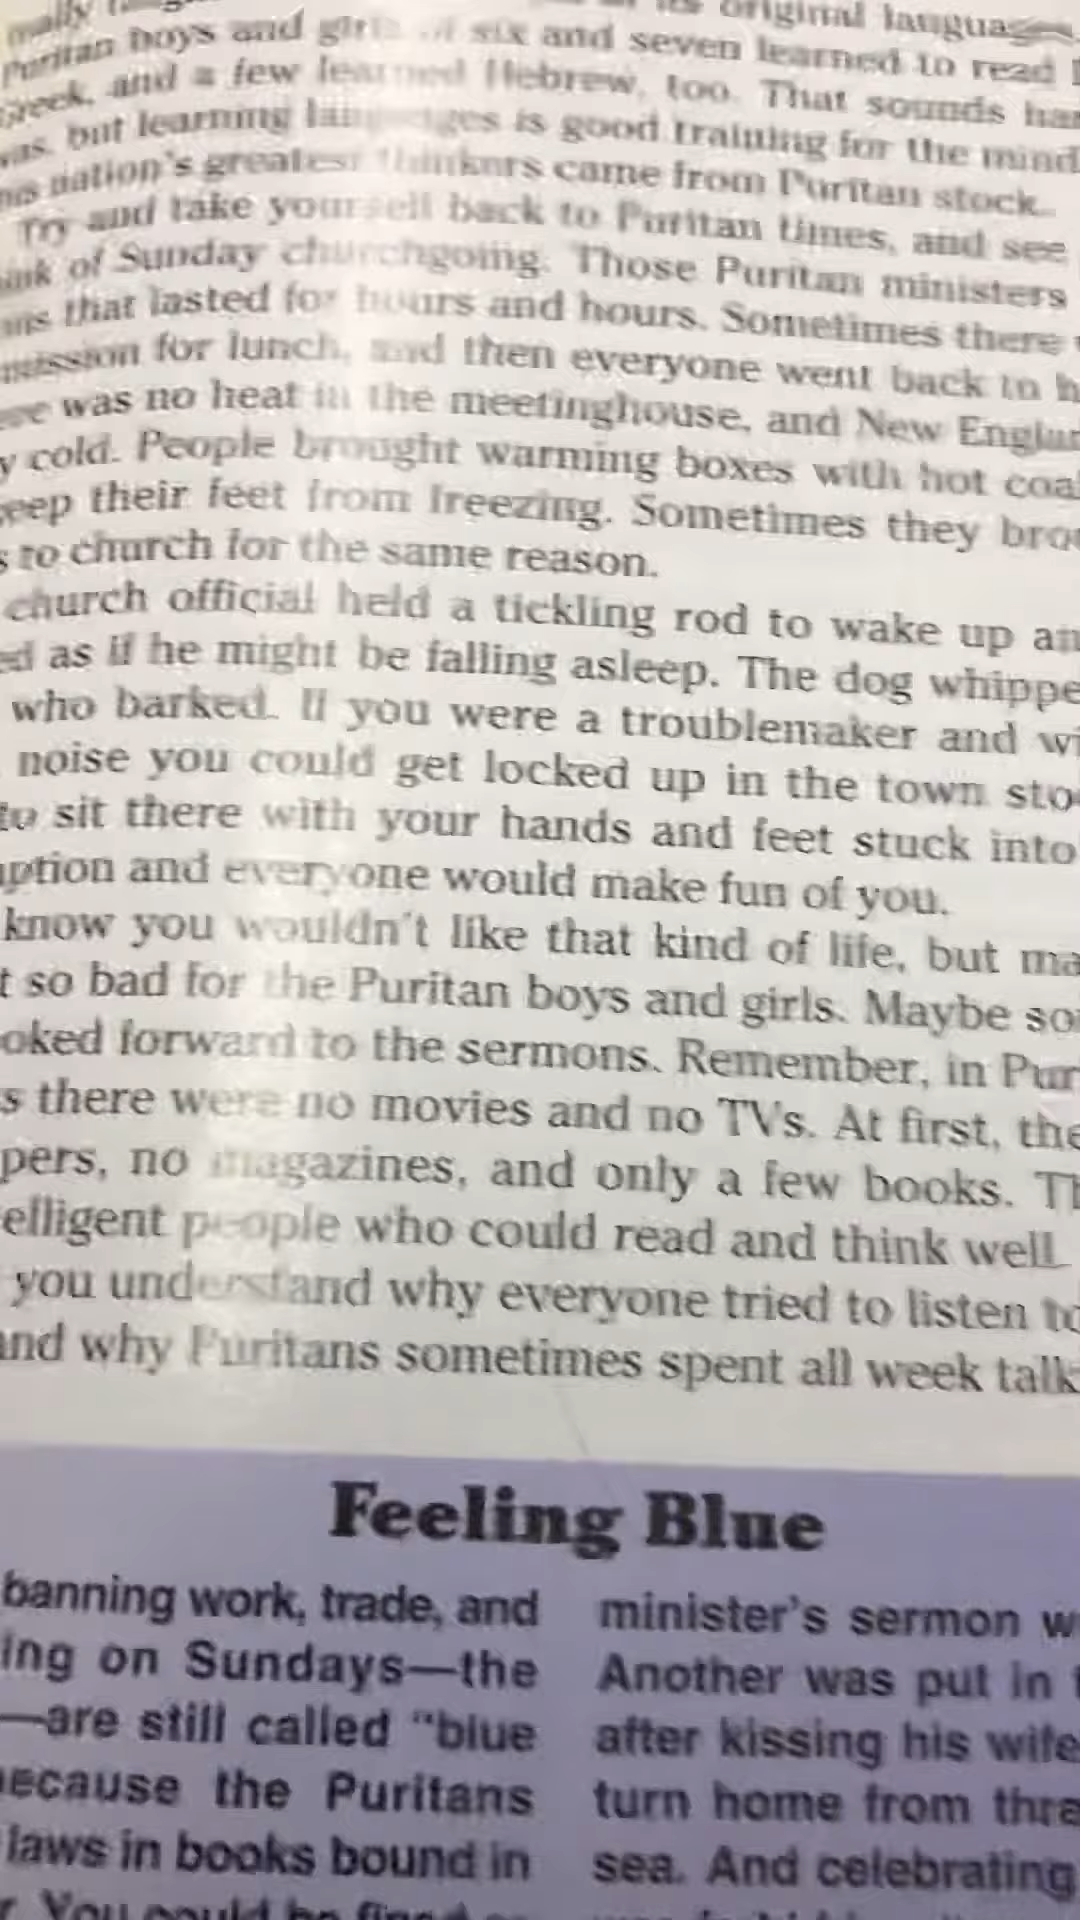 original languages.
Puritan boys and girls of six and seven learned to read
Greek, and a few learned Hebrew, too. That sounds
but learning languages is good training for the mind
nation's greatest thinkers came from Puritan stock.
Try and take yourself back to Puritan times, and see
of Sunday churchgoing. Those Puritan ministers
that lasted for hours and hours. Sometimes there
for lunch, and then everyone went back to
was no heat in the meetinghouse, and New
cold. People brought warming boxes with hot
their feet from freezing. Sometimes they
to church for the same reason.
church official held a tickling rod to wake up
as if he might be falling asleep. The dog
who barked. If you were a troublemaker and
noise you could get locked up in the town
to sit there with your hands and feet stuck into
and everyone would make fun of you.
know you wouldn't like that kind of life, but
so bad for the Puritan boys and girls. Maybe
forward to the sermons. Remember, in
there were no movies and no TVs. At first,
no magazines, and only a few books.
people who could read and think well
you understand why everyone tried to listen
and why Puritans sometimes spent all week
Feeling Blue
banning work, trade, and
ing on Sundays—the
—are still called "blue
because the Puritans
laws in books bound in
You could be fined
minister's sermon
Another was put in
after kissing his wife
turn home from
sea. And celebrating